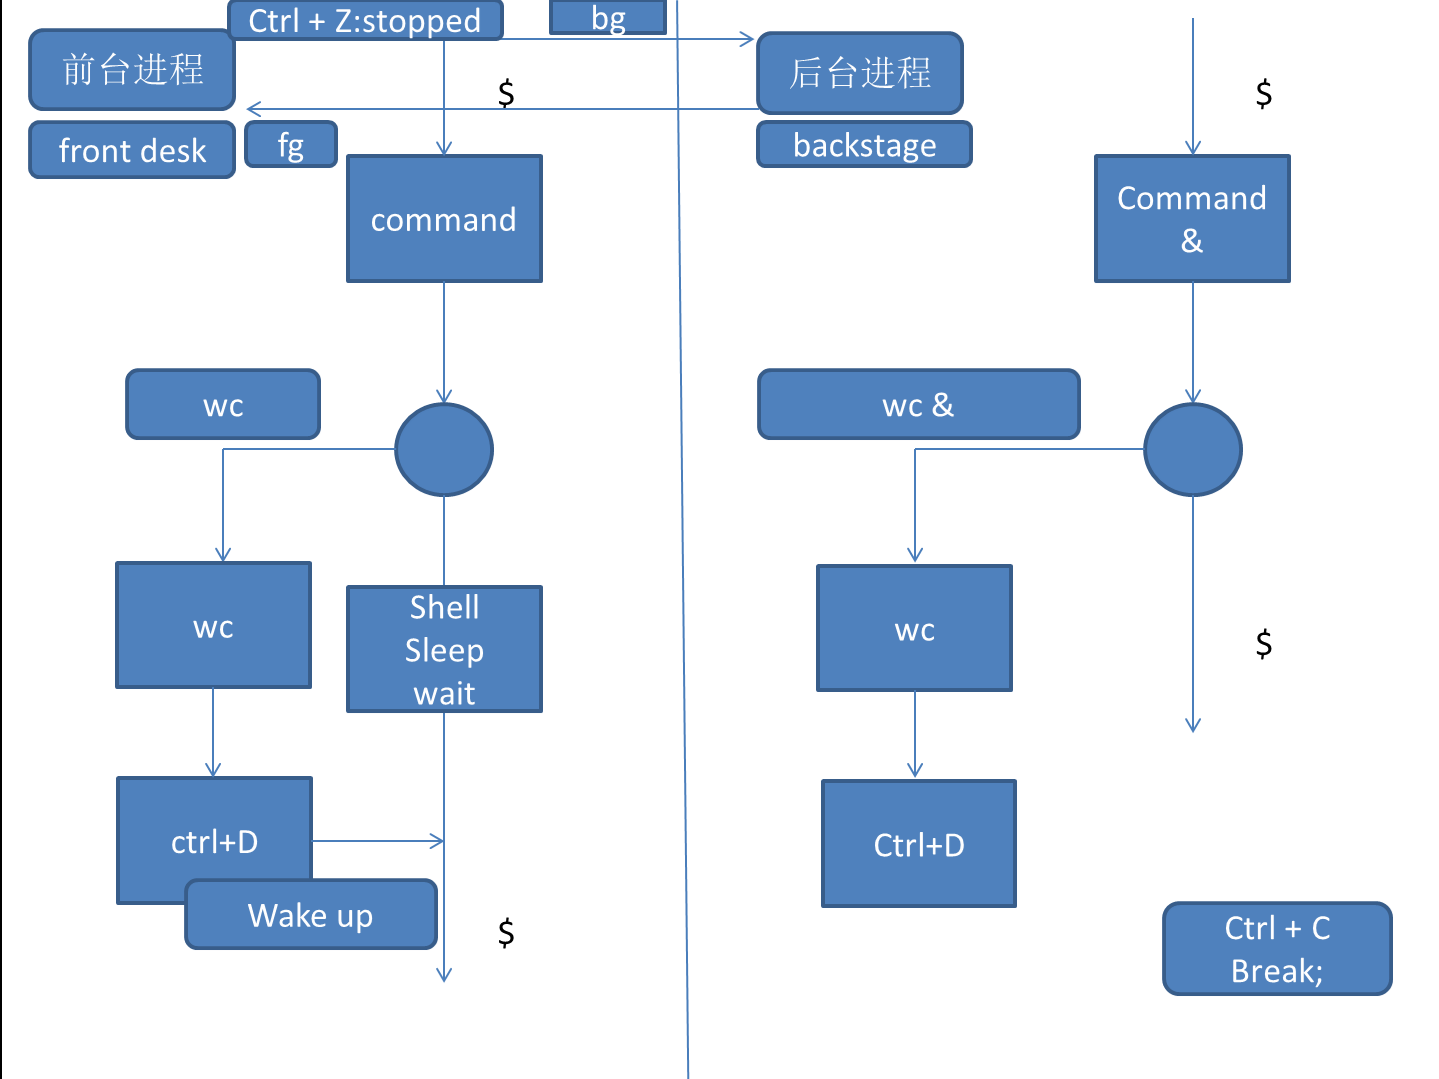 Ctrl + Z:stopped
bg
前台进程
$
front desk
fg
command
wc
wc
Shell
Sleep
wait
ctrl+D
Wake up
$
后台进程
$
backstage
Command
&
wc &
wc
$
Ctrl+D
Ctrl + C
Break;